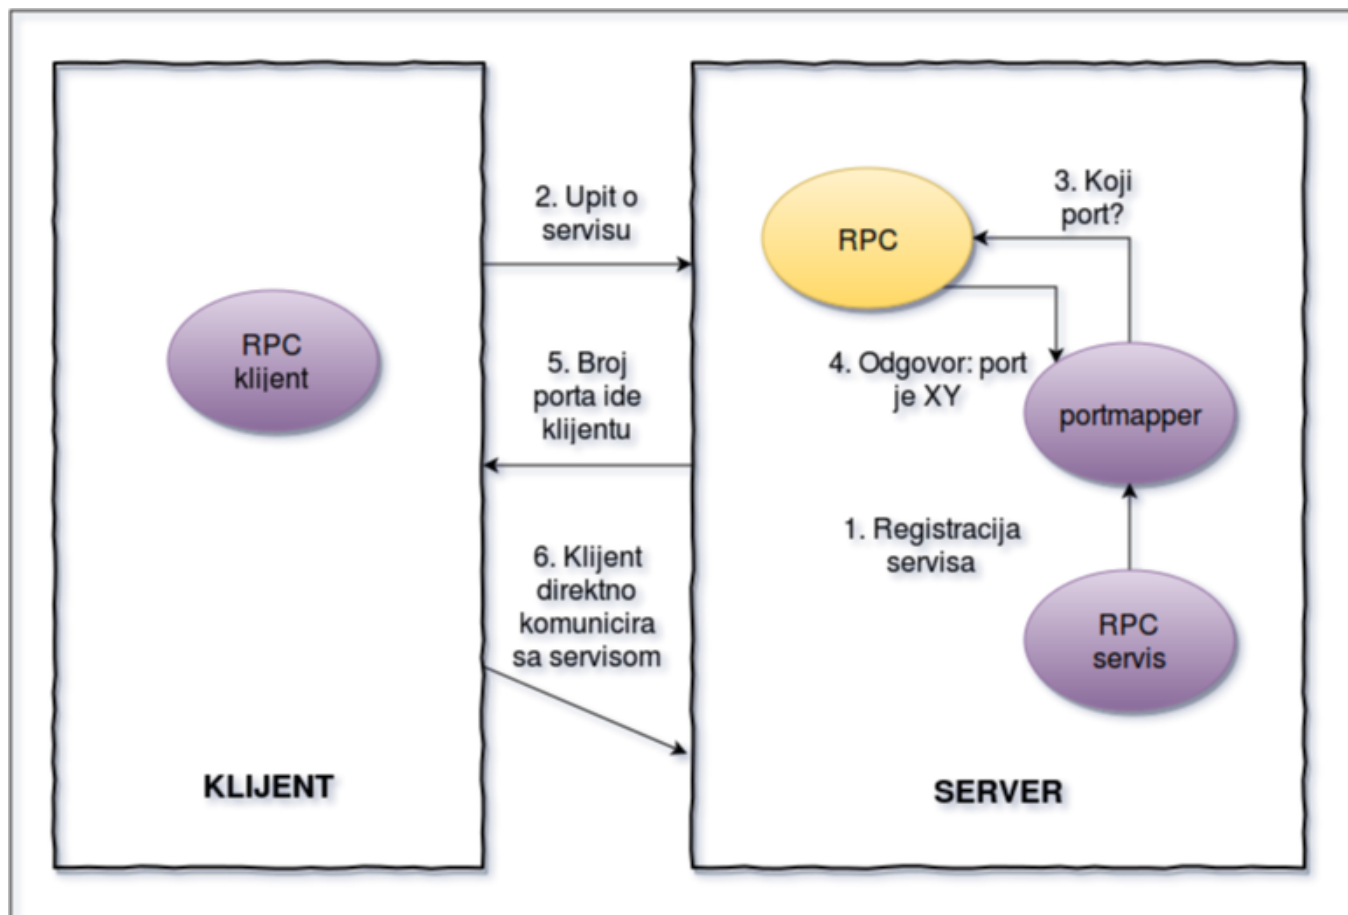 2. Upit o
servisu
RPC
klijent
5. Broj
porta ide
klijentu
6. Klijent
direktno
komunicira
sa servisom
KLIJENT
RPC
3. Koji
port?
4. Odgovor: port
je XY
portmapper
1. Registracija
servisa
RPC
servis
SERVER